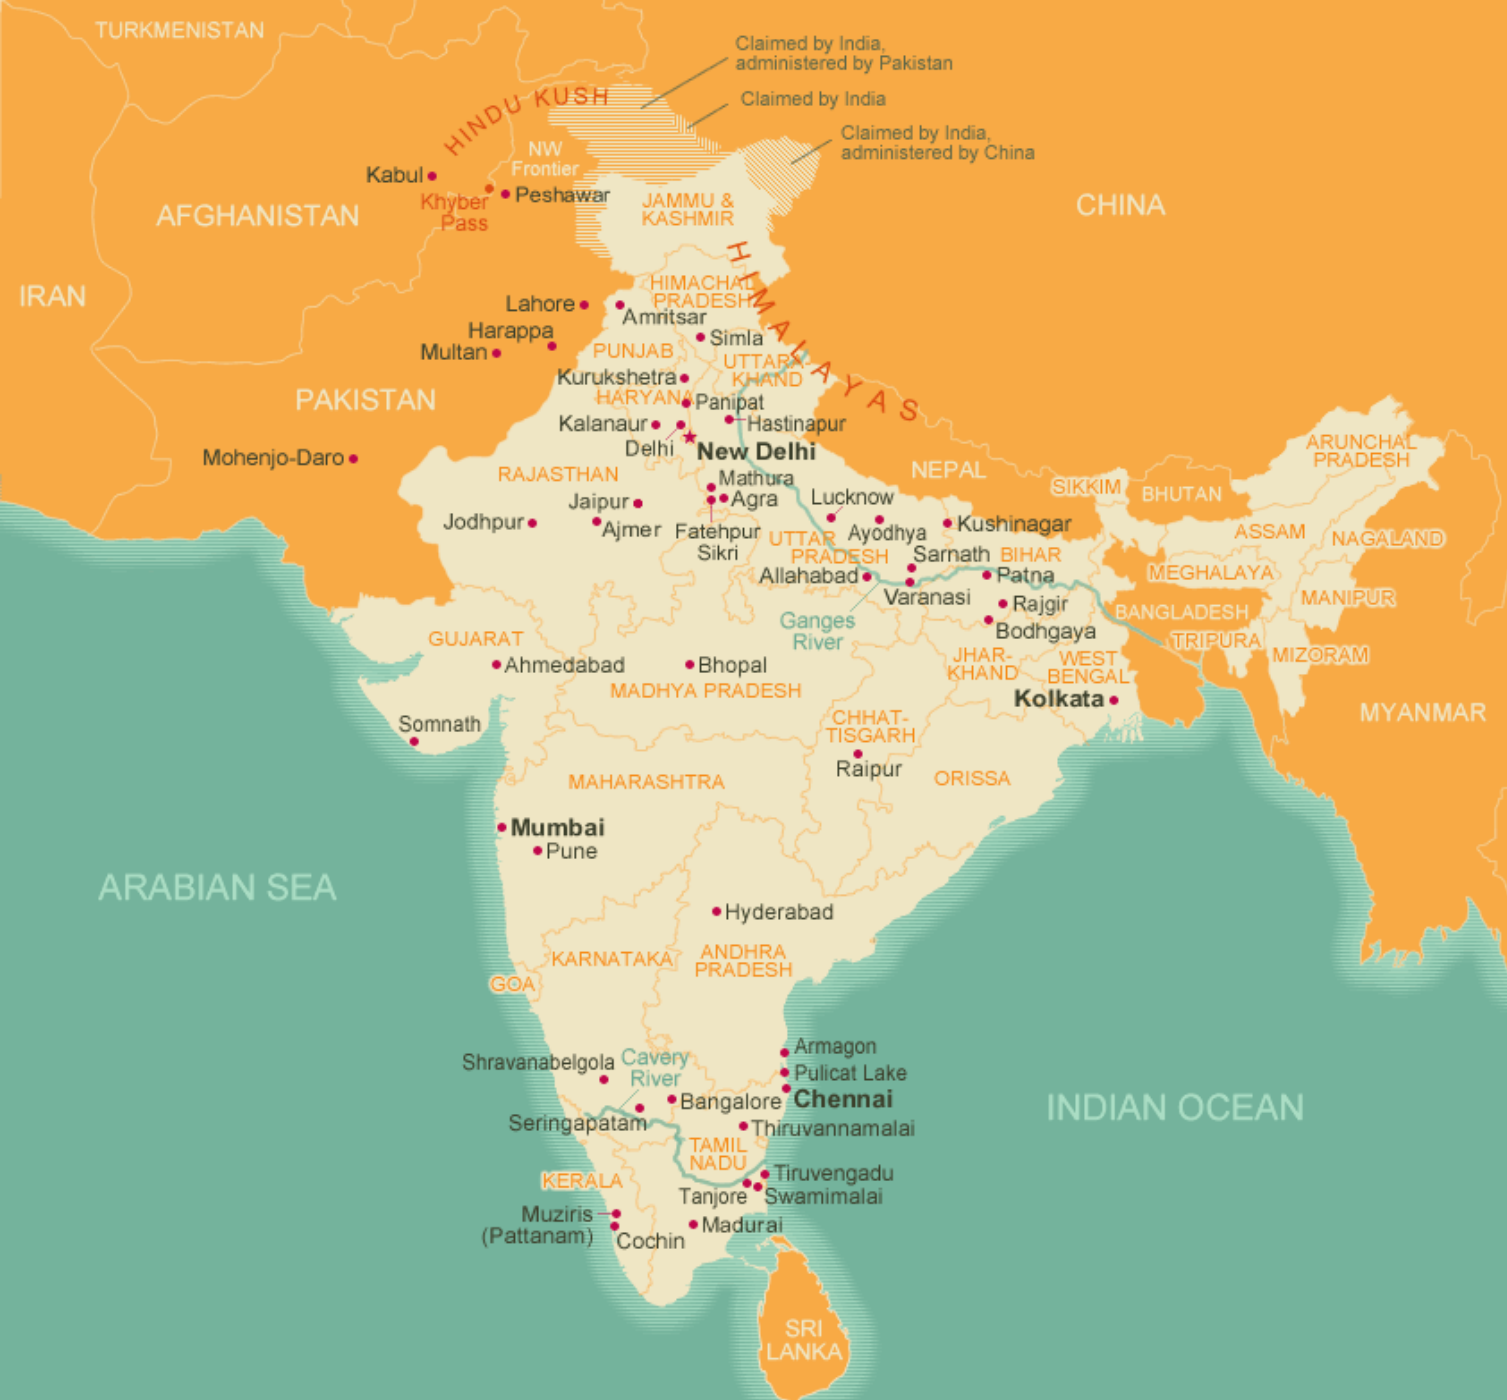 TURKMENISTAN
Claimed by India,
administered by Pakistan
Claimed by India
Claimed by India,
administered by China
HINDU KUSH
NW
Frontier
Kabul
Khyber
Pass
Peshawar
AFGHANISTAN
JAMMU &
KASHMIR
CHINA
IRAN
HIMALAYAS
HIMACHAL
PRADESH
Lahore
Amritsar
Harappa
Multan
Simla
PUNJAB
UTTARA-
KHAND
Kurukshetra
HARYANA
Panipat
PAKISTAN
Kalanaur
Hastinapur
Delhi
New Delhi
Mohenjo-Daro
RAJASTHAN
Mathura
Agra
NEPAL
SIKKIM
BHUTAN
ARUNCHAL
PRADESH
Jaipur
Lucknow
Jodhpur
Ajmer
Fatehpur
Sikri
Ayodhya
Kushinagar
ASSAM
NAGALAND
UTTAR
PRADESH
Sarnath
BIHAR
Allahabad
Patna
MEGHALAYA
Varanasi
Rajgir
MANIPUR
Ganges
River
Bodhgaya
BANGLADESH
TRIPURA
MIZORAM
GUJARAT
Ahmedabad
Bhopal
MADHYA PRADESH
JHAR-
KHAND
WEST
BENGAL
Kolkata
MYANMAR
Somnath
CHHAT-
TISGARH
Raipur
MAHARASHTRA
ORISSA
Mumbai
Pune
ARABIAN SEA
Hyderabad
KARNATAKA
ANDHRA
PRADESH
GOA
Armagon
Shravanabelgola
Cavery
River
Pulicat Lake
Chennai
Bangalore
INDIAN OCEAN
Seringapatam
Thiruvannamalai
TAMIL
NADU
KERALA
Tiruvengadu
Tanjore
Swamimalai
Muziris
(Pattanam)
Cochin
Madurai
SRI
LANKA